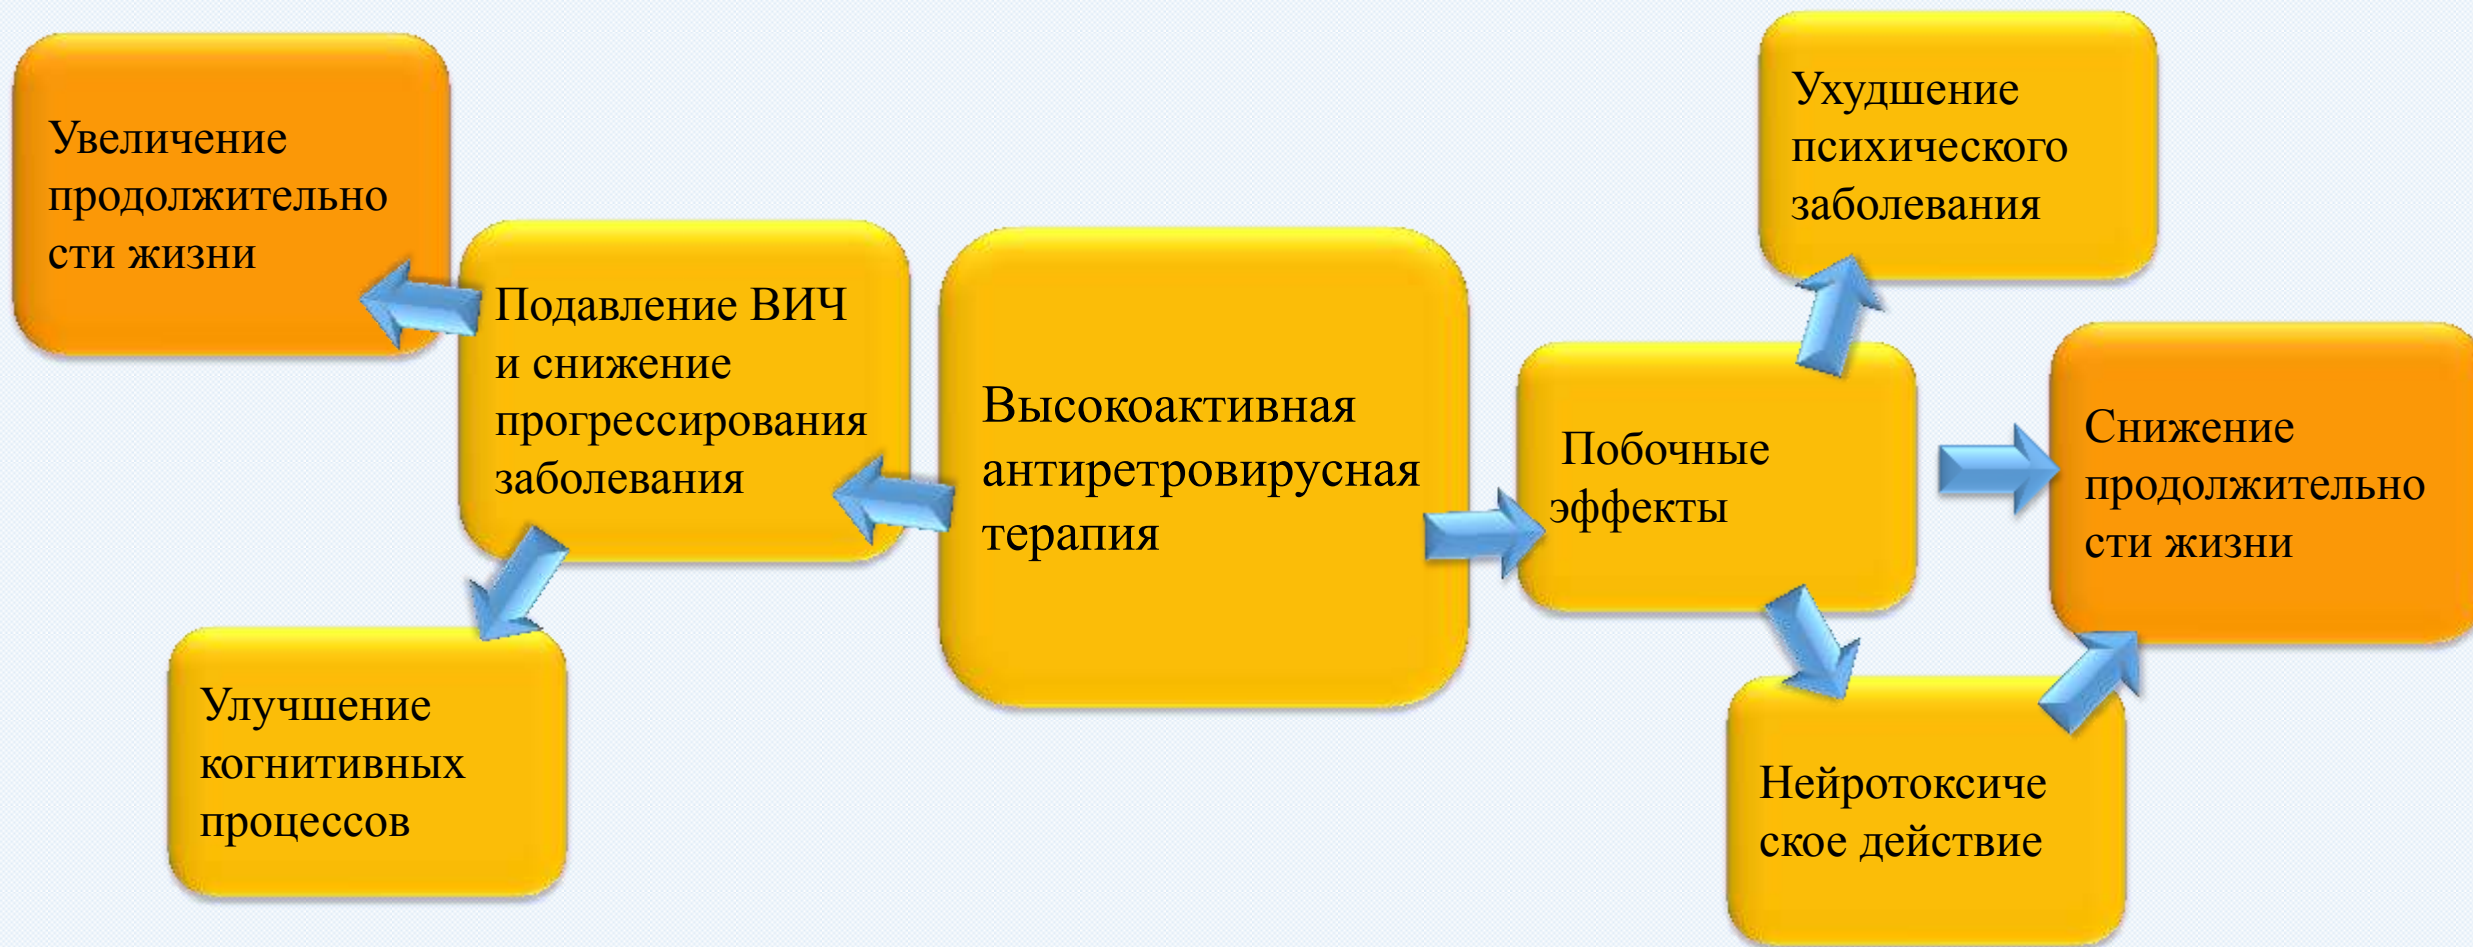 Увеличение
продолжительно
сти жизни
Подавление ВИЧ
и снижение
прогрессирования
заболевания
Улучшение
когнитивных
процессов
Высокоактивная
антиретровирусная
терапия
Побочные
эффекты
Ухудшение
психического
заболевания
Снижение
продолжительно
сти жизни
Нейротоксиче
ское действие